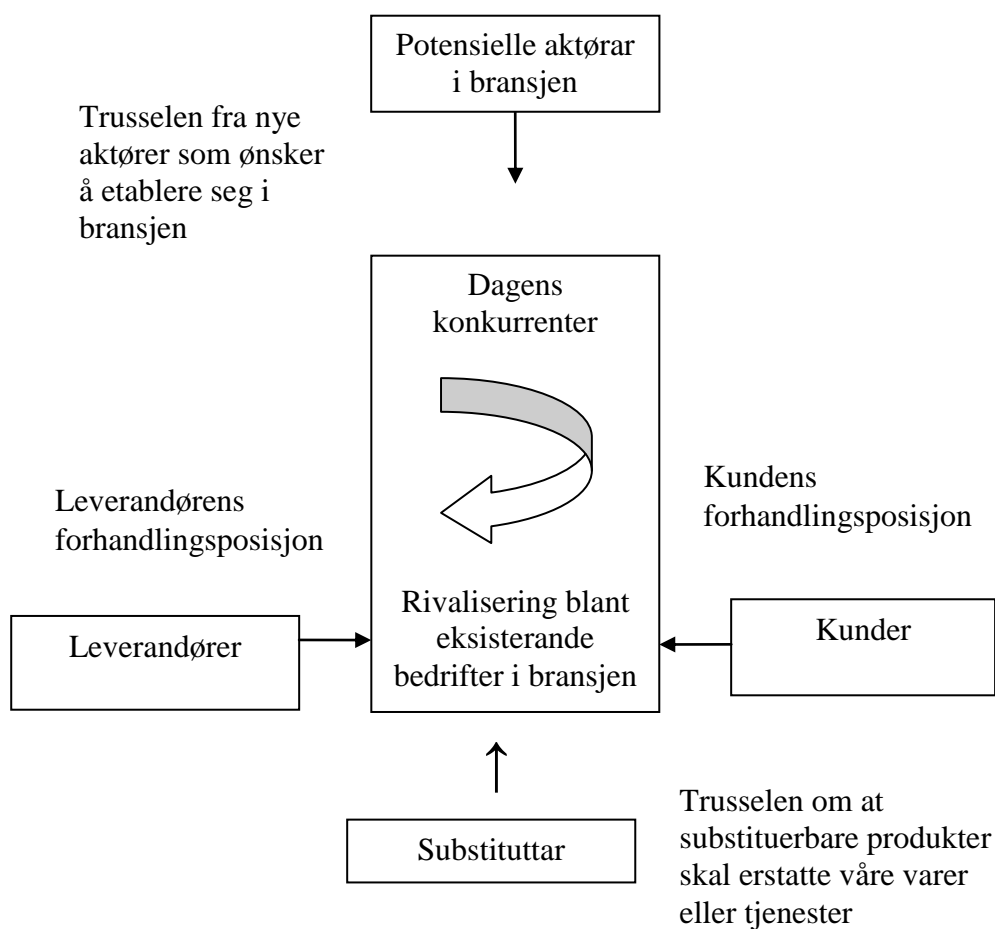 Potensielle aktørar
i bransjen
Trusselen fra nye
aktører som ønsker
å etablere seg i
bransjen
Dagens
konkurrenter
Leverandørens
forhandlingsposisjon
Kundens
forhandlingsposisjon
Leverandører
Rivalisering blant
eksisterande
bedrifter i bransjen
Kunder
Substituttar
Trusselen om at
substituerbare produkter
skal erstatte våre varer
eller tjenester